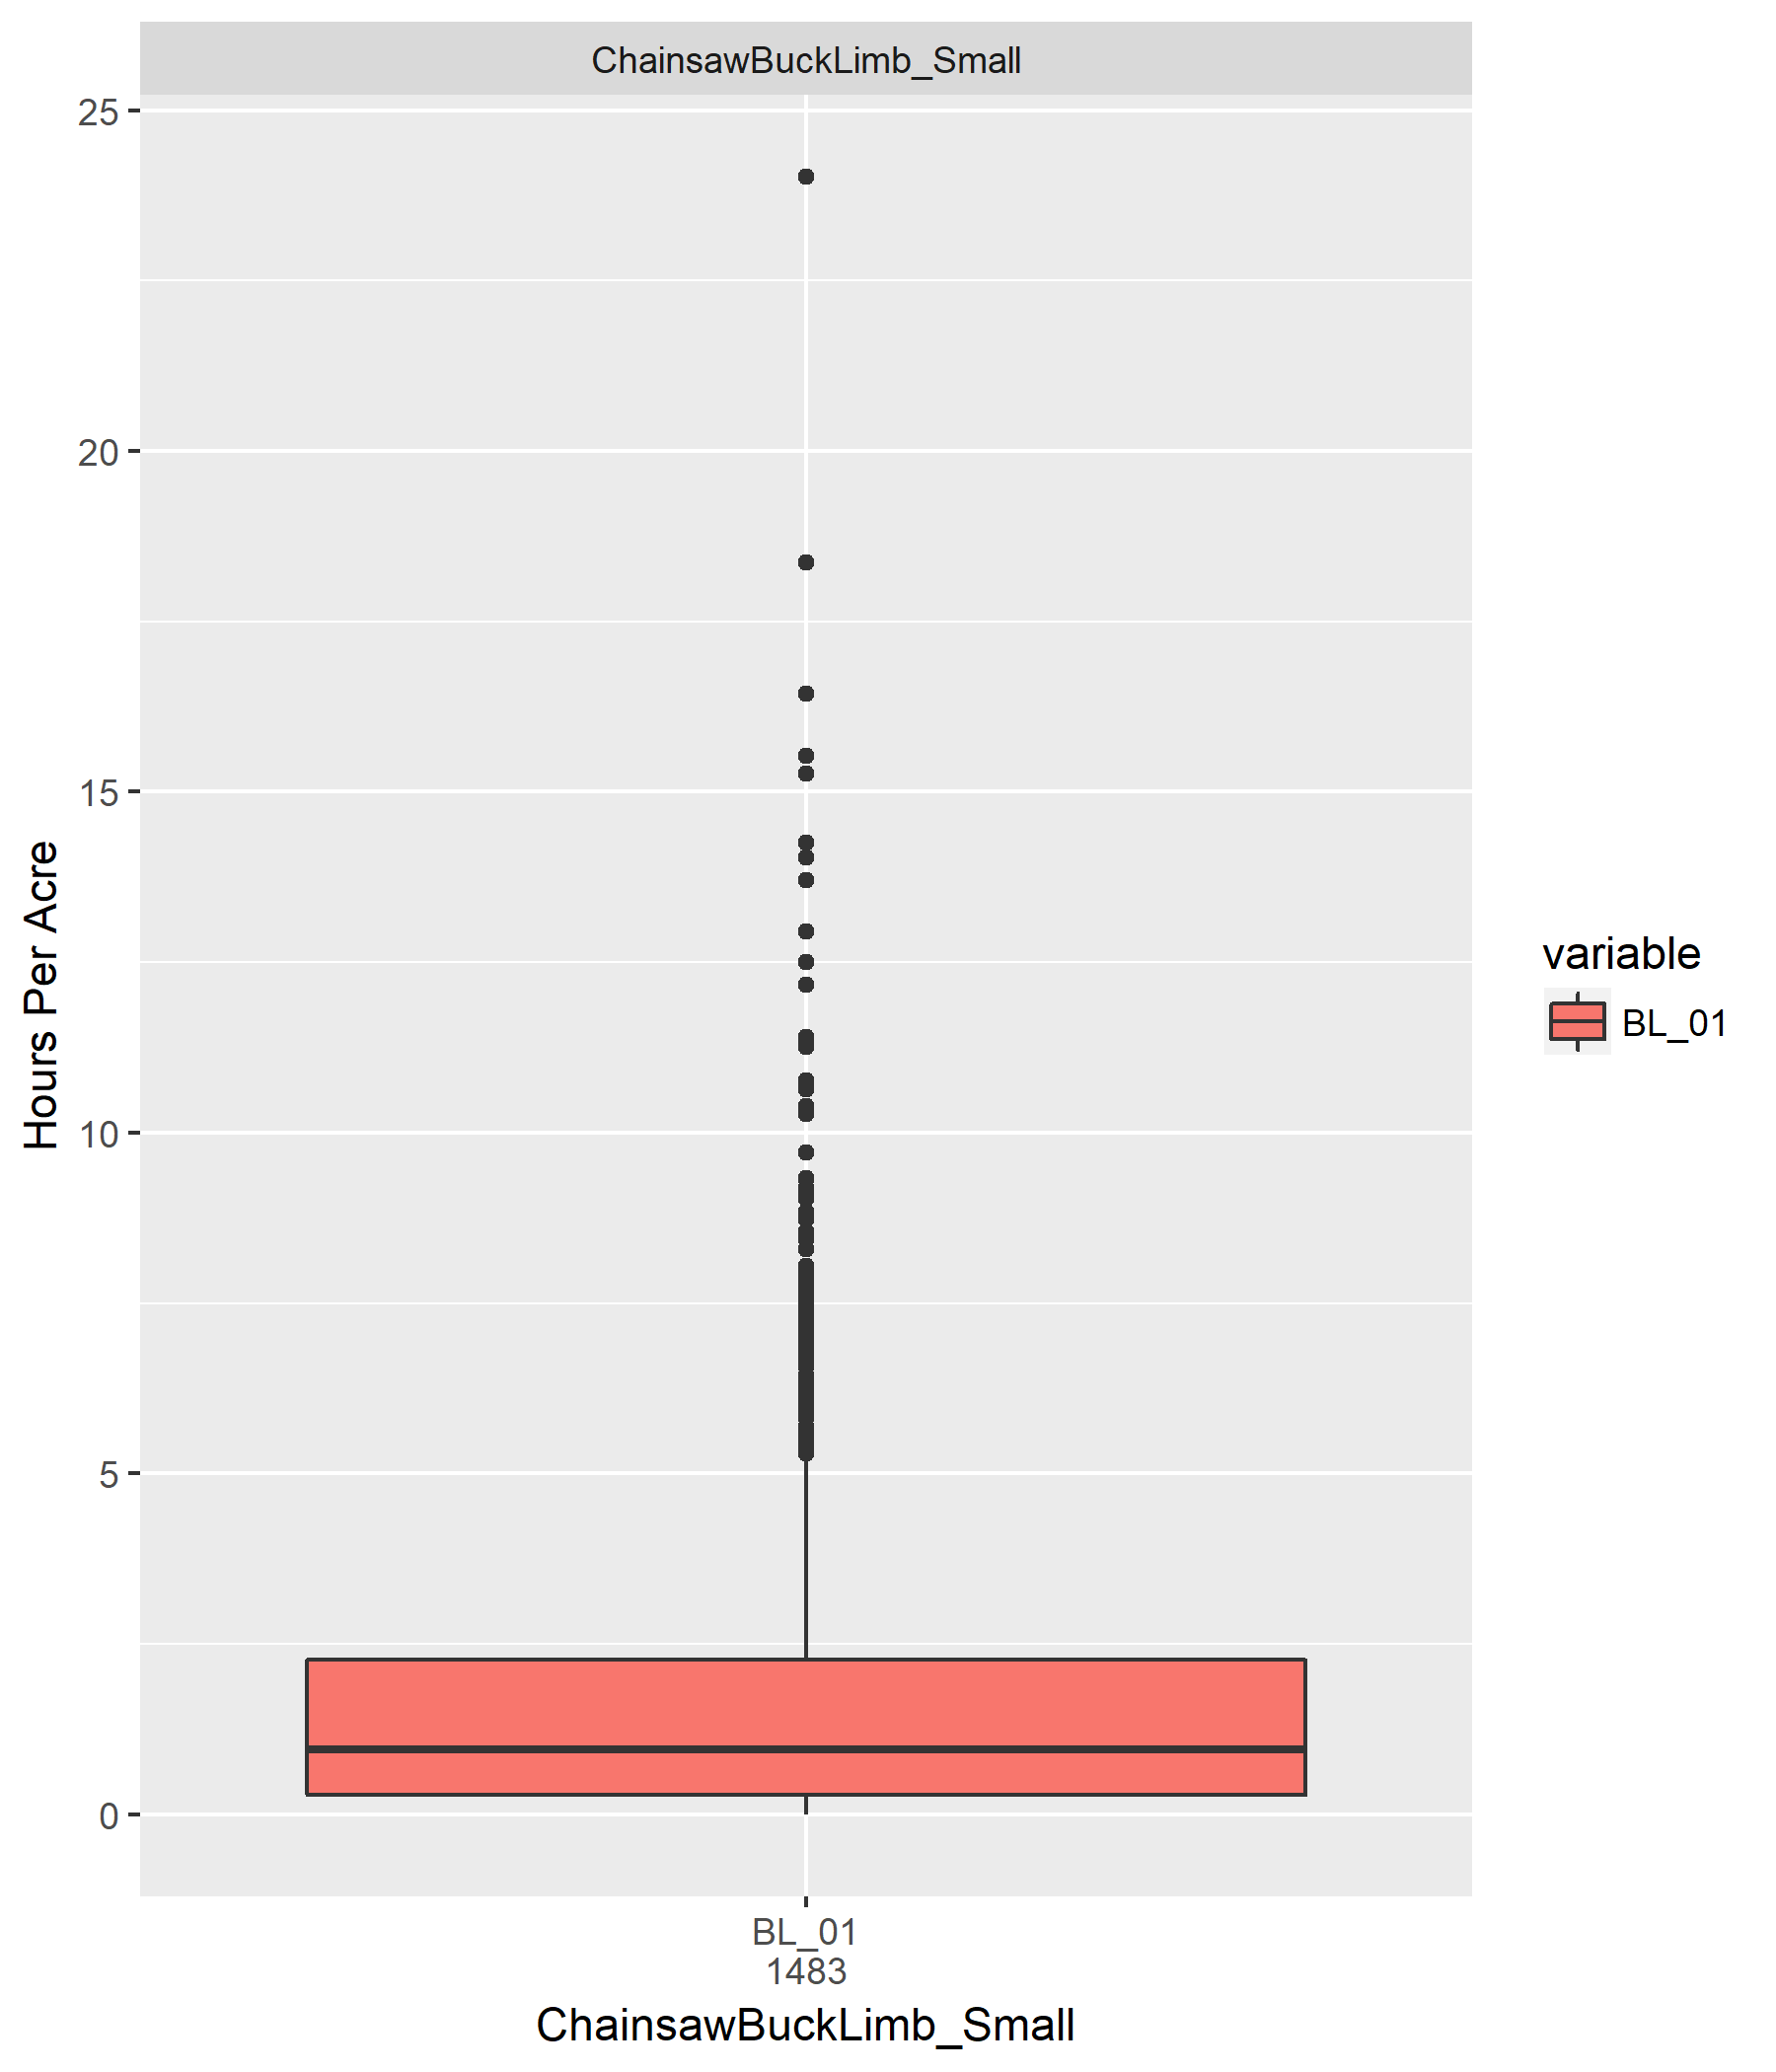 ChainsawBuckLimb_Small
25
20
15
10
5
0
Hours Per Acre
BL_01
1483
ChainsawBuckLimb_Small
variable
BL_01